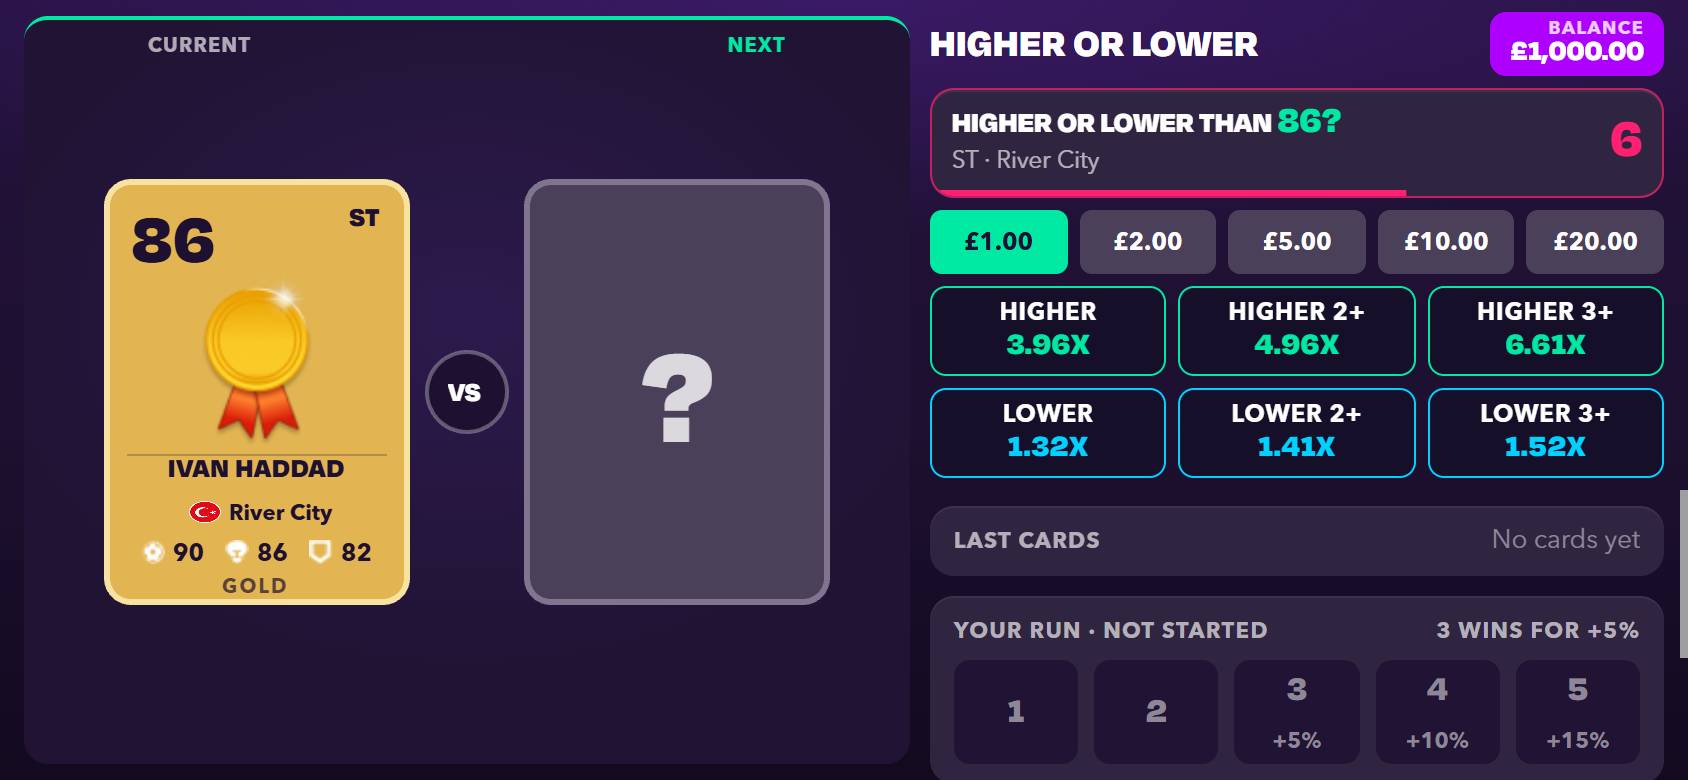 CURRENT
NEXT
86
ST
IVAN HADDAD
River City
90 86 82
GOLD
VS
?
HIGHER OR LOWER
BALANCE
£1,000.00
HIGHER OR LOWER THAN 86?
ST · River City
6
£1.00 £2.00 £5.00 £10.00 £20.00
HIGHER HIGHER 2+ HIGHER 3+
3.96X 4.96X 6.61X
LOWER LOWER 2+ LOWER 3+
1.32X 1.41X 1.52X
LAST CARDS No cards yet
YOUR RUN · NOT STARTED 3 WINS FOR +5%
1 2 3 4 5
+5% +10% +15%